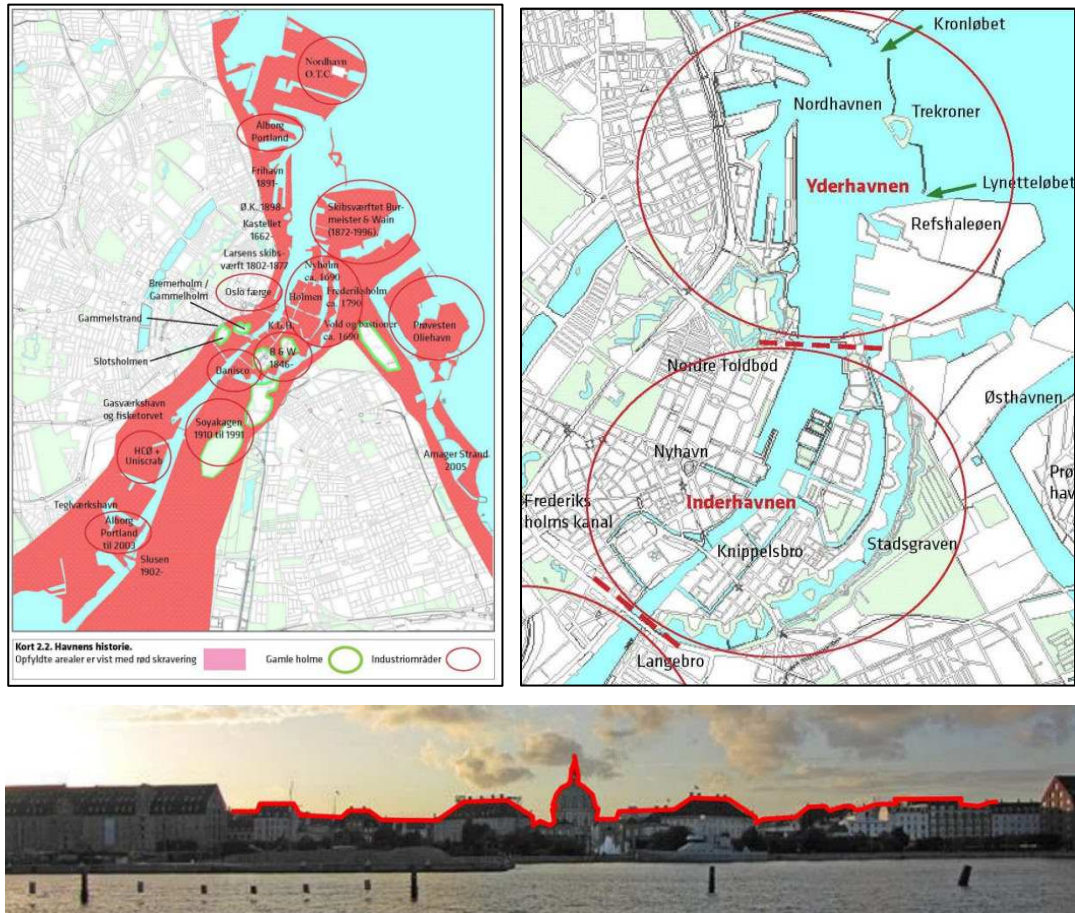 Nordhavn
Ø.T.C.
Alborg
Portland
Frihavn
1891-
Ø.K. 1898-
Kastellet
1662-
Skibsværftet Bur-
meister & Wain
(1872-1996).
Larsens skibs-
værft 1802-1877
Nyholm
ca. 1690
Bremerholm /
Gammelholm
Oslo færge
Holmen
Frederiksholm
ca. 1790
Gammelstrand
Vold og bastioner
ca. 1690
Prøvesten
Oliehavn
Slotsholmen
B & W
1846-
Danisco
Gasværkshavn
og fisketorvet
Soyakagen
1910 til 1991
HCØ +
Uniscrab
Amager Strand
2005
Teglværkshavn
Alborg
Portland
til 2003
Slusen
1902-
Kort 2.2. Havnens historie.
Opfyldte arealer er vist med rød skravering
Gamle holme
Industriområder
Kronløbet
Nordhavnen
Trekroner
Yderhavnen
Lynetteløbet
Refshaleøen
Nordre Toldbod
Østhavnen
Nyhavn
Frederiks
holms kanal
Inderhavnen
Knippelsbro
Stadsgraven
Langebro